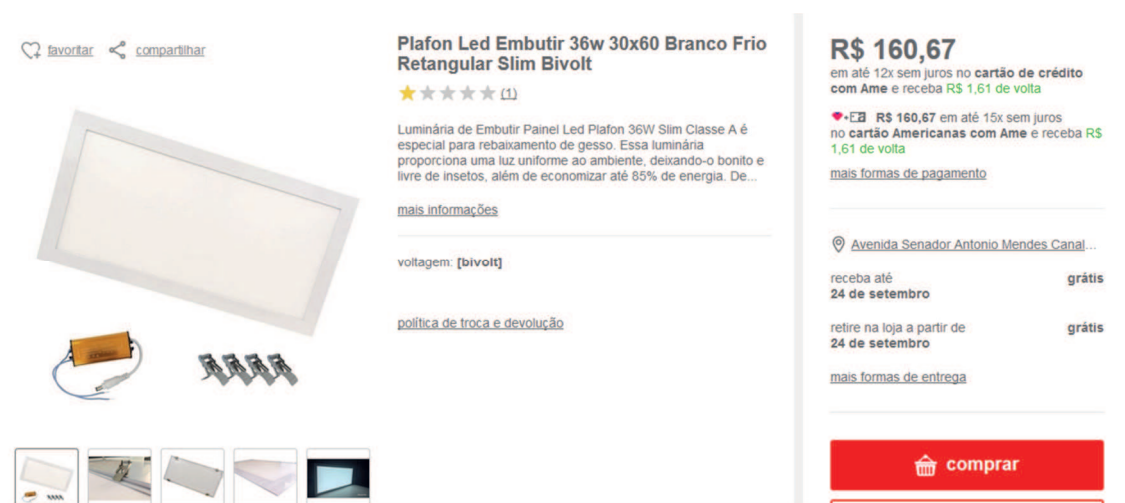 favoritar compartilhar
Plafon Led Embutir 36w 30x60 Branco Frio
Retangular Slim Bivolt
(1)
Luminária de Embutir Painel Led Plafon 36W Slim Classe A é
especial para rebaixamento de gesso. Essa luminária
proporciona uma luz uniforme ao ambiente, deixando-o bonito e
livre de insetos, além de economizar até 85% de energia. De...
mais informações
voltagem: [bivolt]
política de troca e devolução
R$ 160,67
em até 12x sem juros no cartão de crédito
com Ame e receba R$ 1,61 de volta
R$ 160,67 em até 15x sem juros
no cartão Americanas com Ame e receba R$
1,61 de volta
mais formas de pagamento
Avenida Senador Antonio Mendes Canal...
receba até grátis
24 de setembro
retire na loja a partir de grátis
24 de setembro
mais formas de entrega
comprar